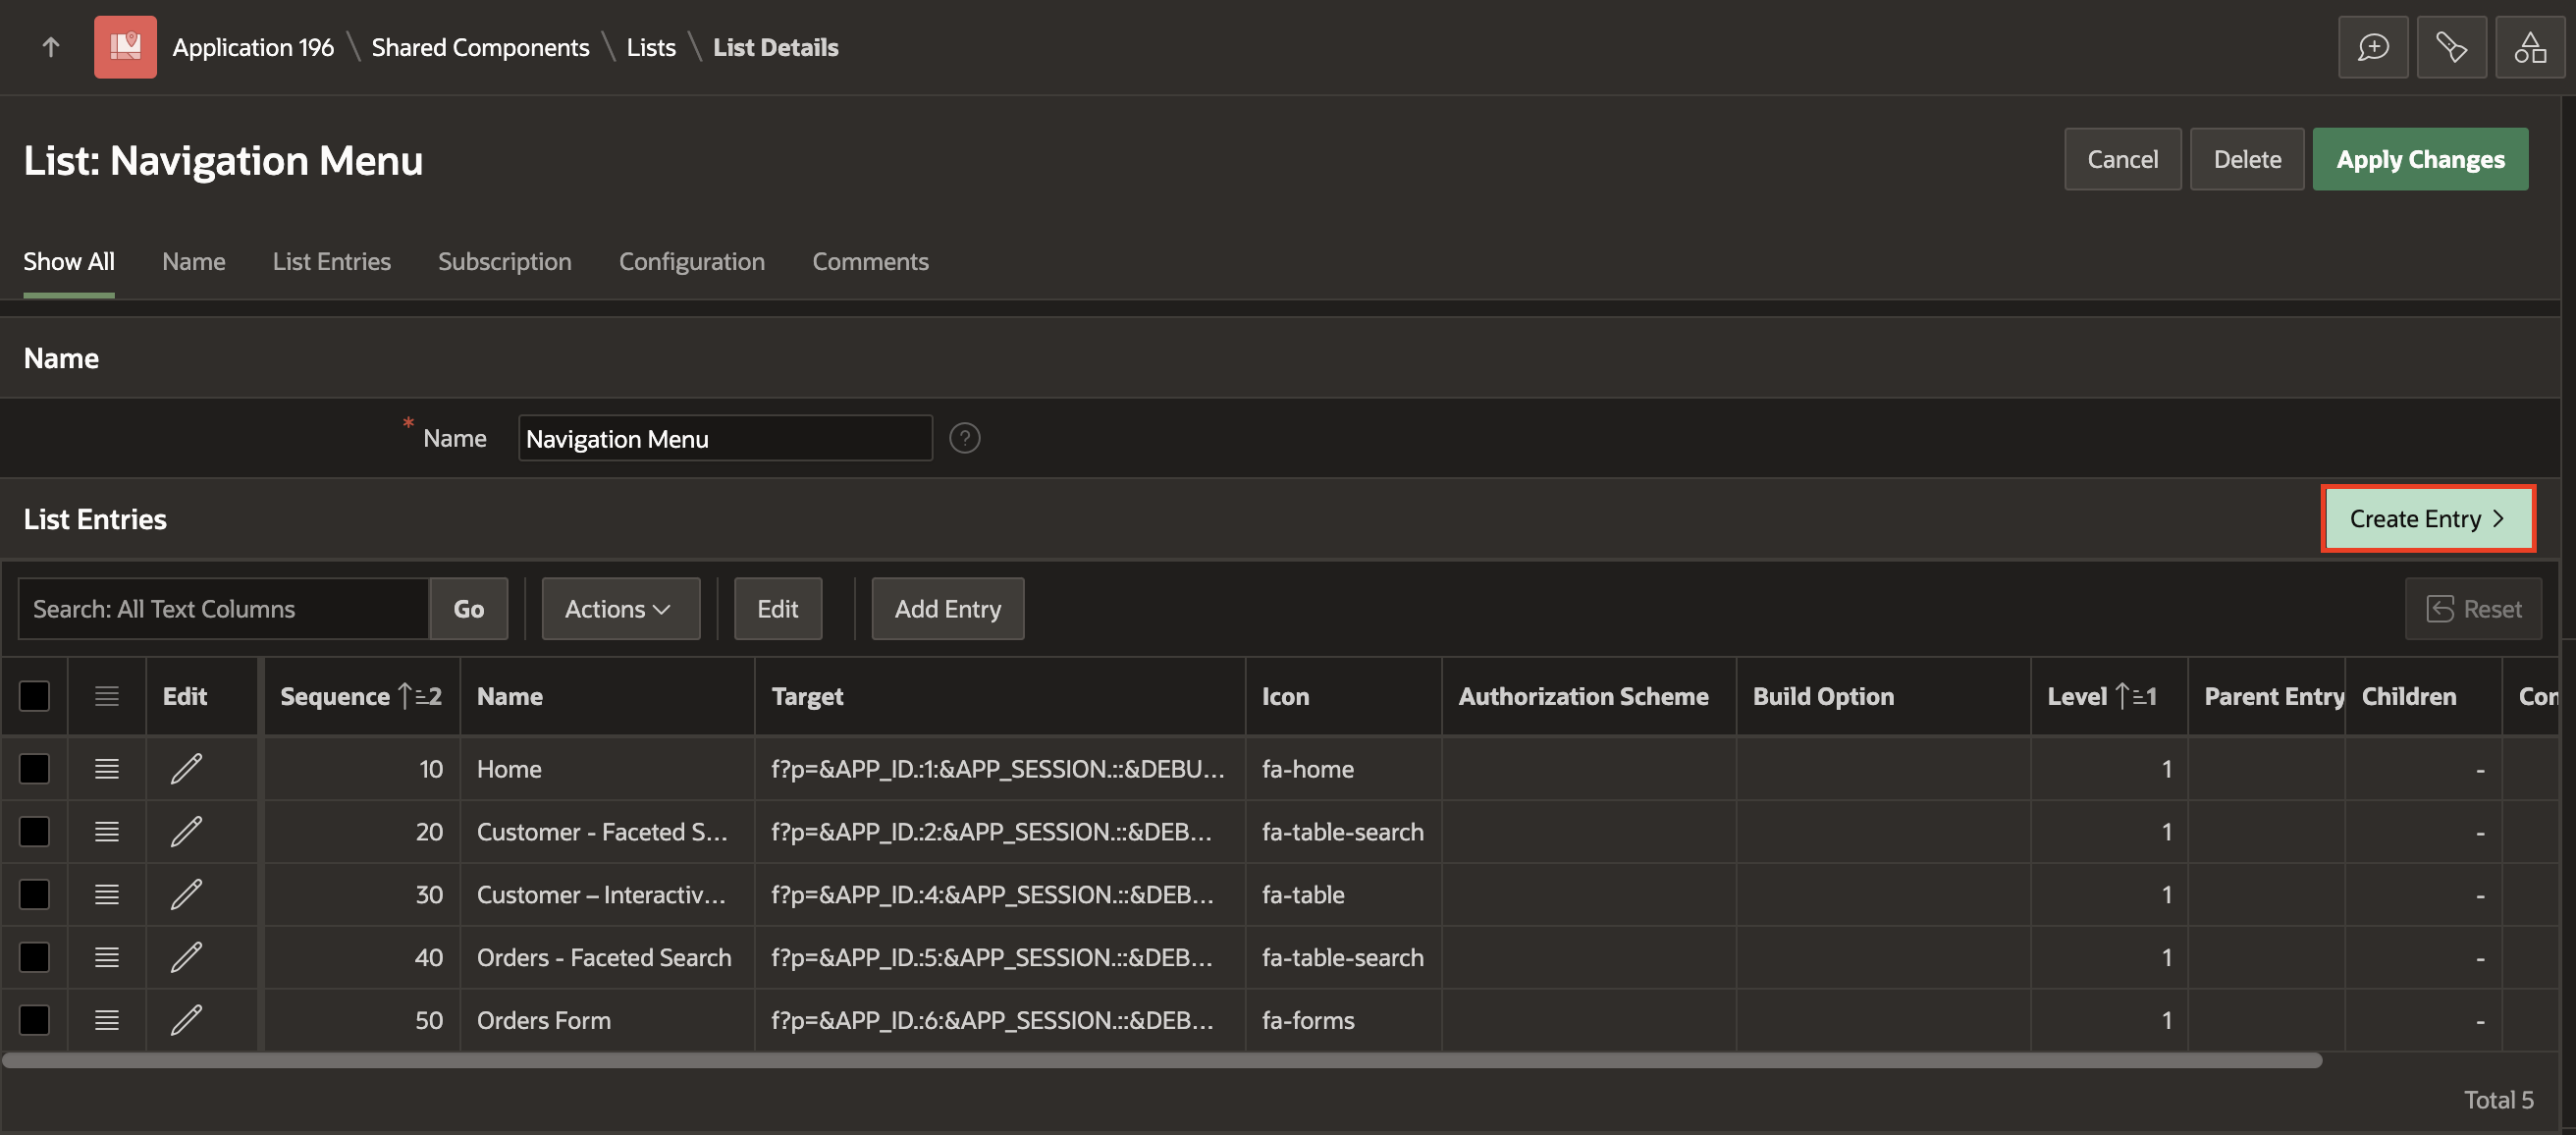 Application 196 \ Shared Components \ Lists \ List Details
List: Navigation Menu
Cancel Delete Apply Changes
Show All Name List Entries Subscription Configuration Comments
Name
* Name Navigation Menu ?
List Entries
Create Entry >
Search: All Text Columns Go Actions Edit Add Entry Reset
Edit Sequence 2 Name Target Icon Authorization Scheme Build Option Level 1 Parent Entry Children Con
10 Home f?p=&APP_ID.:1:&APP_SESSION.::&DEBU... fa-home 1 -
20 Customer - Faceted S... f?p=&APP_ID.:2:&APP_SESSION.::&DEB... fa-table-search 1 -
30 Customer – Interactiv... f?p=&APP_ID.:4:&APP_SESSION.::&DEB... fa-table 1 -
40 Orders - Faceted Search f?p=&APP_ID.:5:&APP_SESSION.::&DEB... fa-table-search 1 -
50 Orders Form f?p=&APP_ID.:6:&APP_SESSION.::&DEB... fa-forms 1 -
Total 5